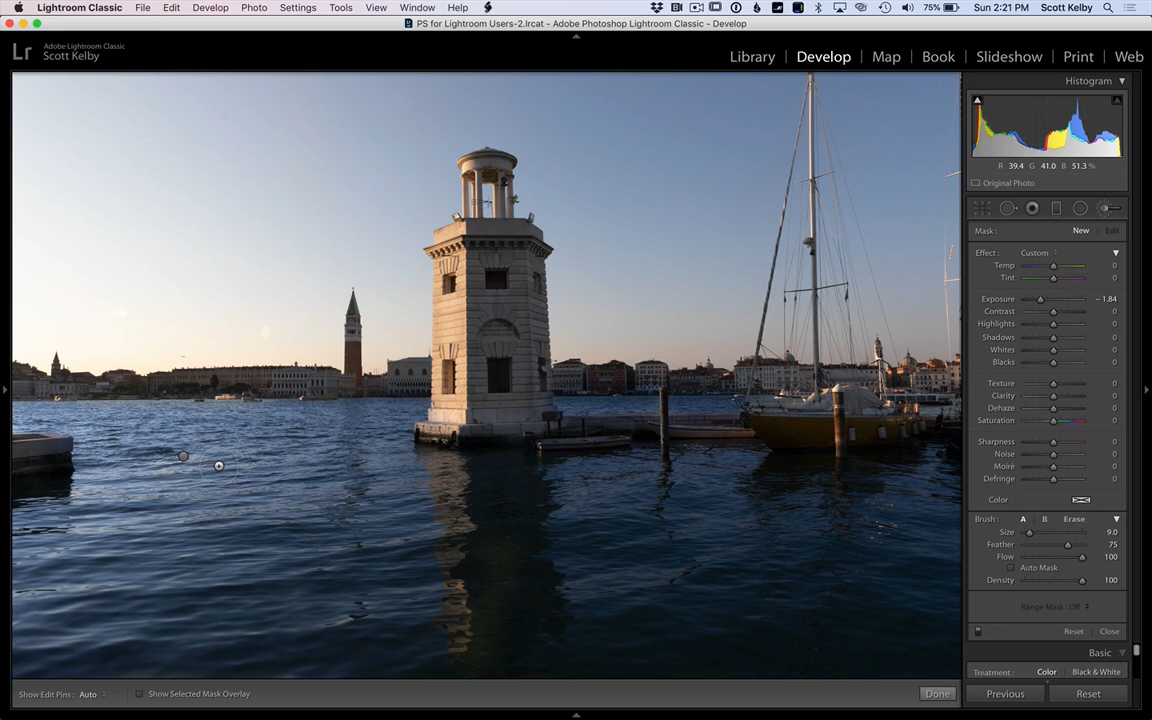 Lightroom Classic File Edit Develop Photo Settings Tools View Window Help 75% Sun 2:21 PM Scott Kelby
PS for Lightroom Users-2.lrcat - Adobe Photoshop Lightroom Classic - Develop
Lr Adobe Lightroom Classic
Scott Kelby
Library | Develop | Map | Book | Slideshow | Print | Web
Histogram
R 39.4 G 41.0 B 51.3 %
Original Photo
Mask : New Edit
Effect : Custom
Temp 0
Tint 0
Exposure − 1.84
Contrast 0
Highlights 0
Shadows 0
Whites 0
Blacks 0
Texture 0
Clarity 0
Dehaze 0
Saturation 0
Sharpness 0
Noise 0
Moiré 0
Defringe 0
Color
Brush : A B Erase
Size 9.0
Feather 75
Flow 100
Auto Mask
Density 100
Range Mask : Off
Reset Close
Basic
Treatment : Color Black & White
Show Edit Pins : Auto Show Selected Mask Overlay Done Previous Reset